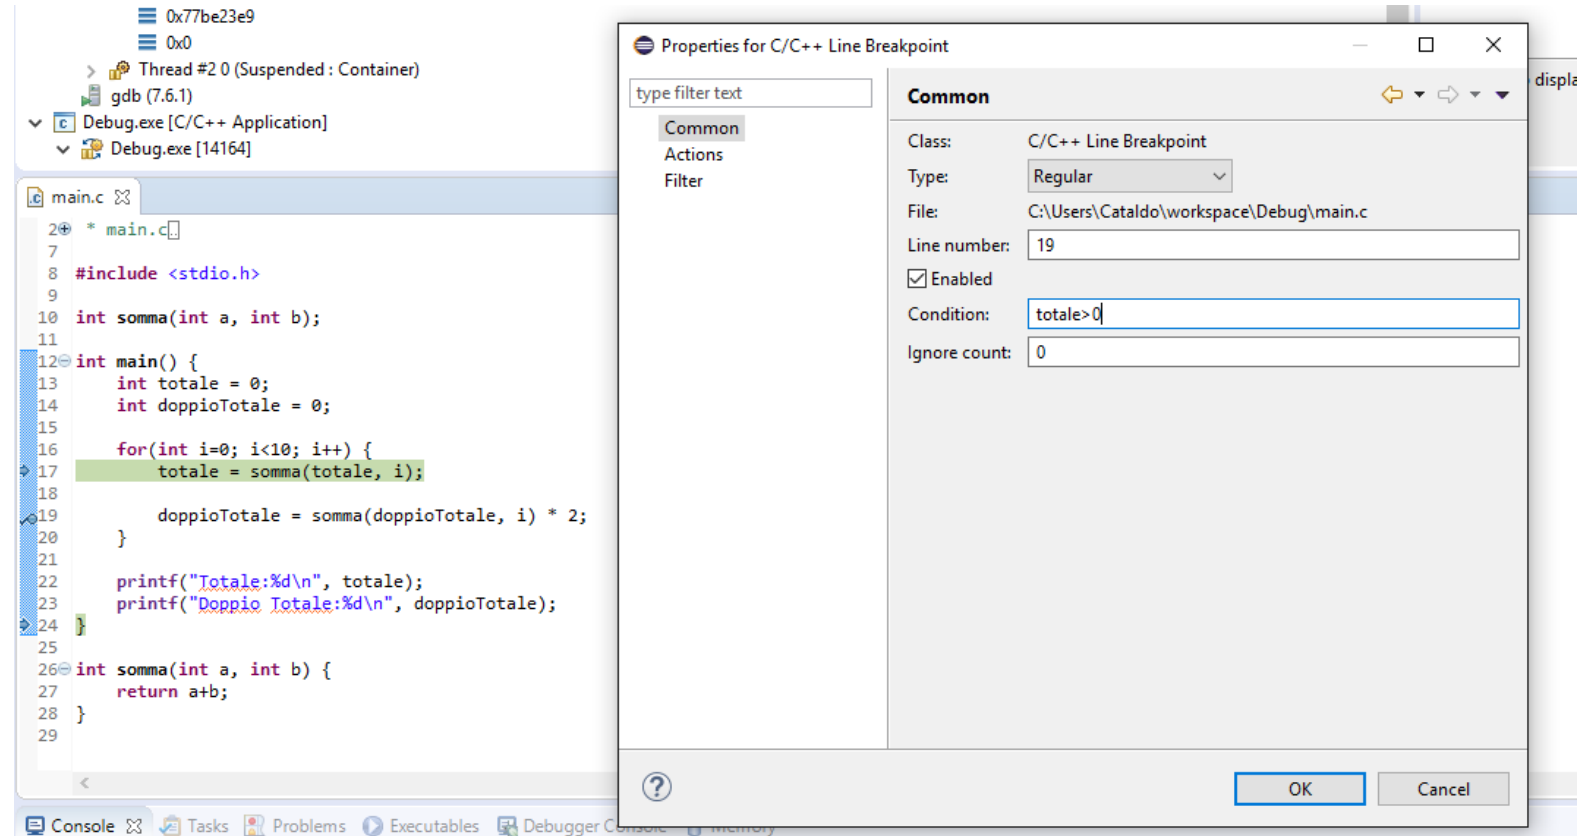 0x77be23e9
0x0
Thread #2 0 (Suspended : Container)
gdb (7.6.1)
Debug.exe [C/C++ Application]
Debug.exe [14164]
main.c
2 * main.c
7
8 #include <stdio.h>
9
10 int somma(int a, int b);
11
12 int main() {
13 int totale = 0;
14 int doppioTotale = 0;
15
16 for(int i=0; i<10; i++) {
17 totale = somma(totale, i);
18
19 doppioTotale = somma(doppioTotale, i) * 2;
20 }
21
22 printf("Totale:%d\n", totale);
23 printf("Doppio Totale:%d\n", doppioTotale);
24 }
25
26 int somma(int a, int b) {
27 return a+b;
28 }
29
Console Tasks Problems Executables Debugger Console Memory
Properties for C/C++ Line Breakpoint
type filter text
Common
Actions
Filter
Common
Class: C/C++ Line Breakpoint
Type: Regular
File: C:\Users\Cataldo\workspace\Debug\main.c
Line number: 19
Enabled
Condition: totale>0
Ignore count: 0
OK Cancel